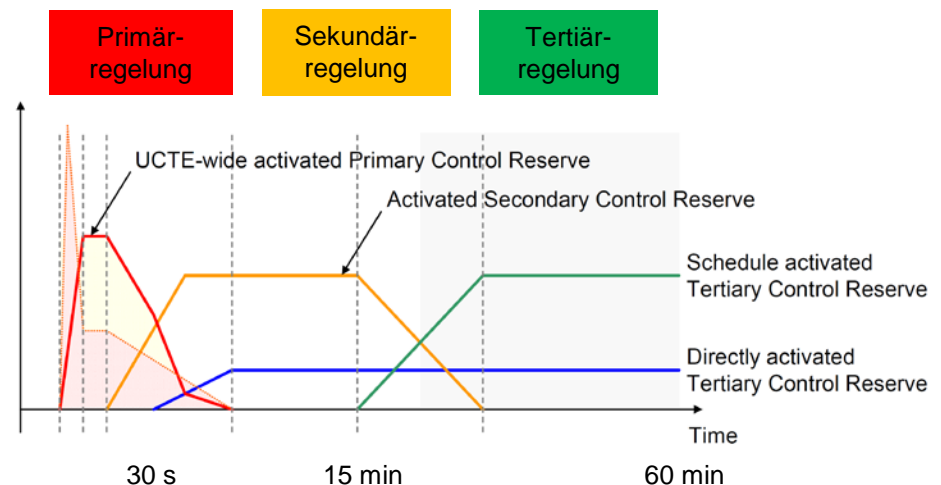 Primär-
regelung
Sekundär-
regelung
Tertiär-
regelung
UCTE-wide activated Primary Control Reserve
Activated Secondary Control Reserve
Schedule activated
Tertiary Control Reserve
Directly activated
Tertiary Control Reserve
Time
30 s
15 min
60 min